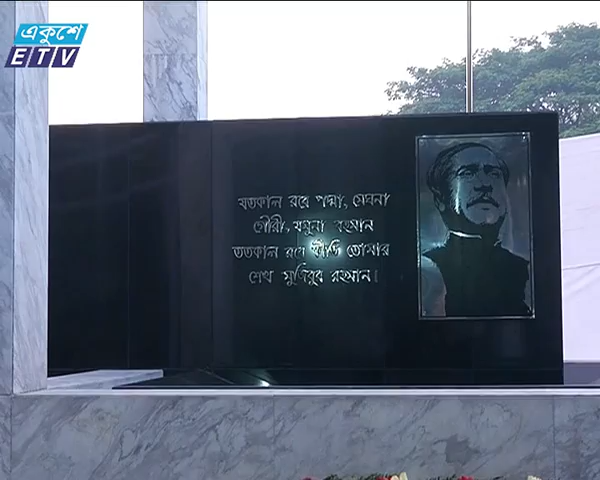 একুশে
ETV
যতকাল রবে পদ্মা, মেঘনা
গৌরী, যমুনা বহমান
ততকাল রবে কীর্তি তোমার
শেখ মুজিবুর রহমান।